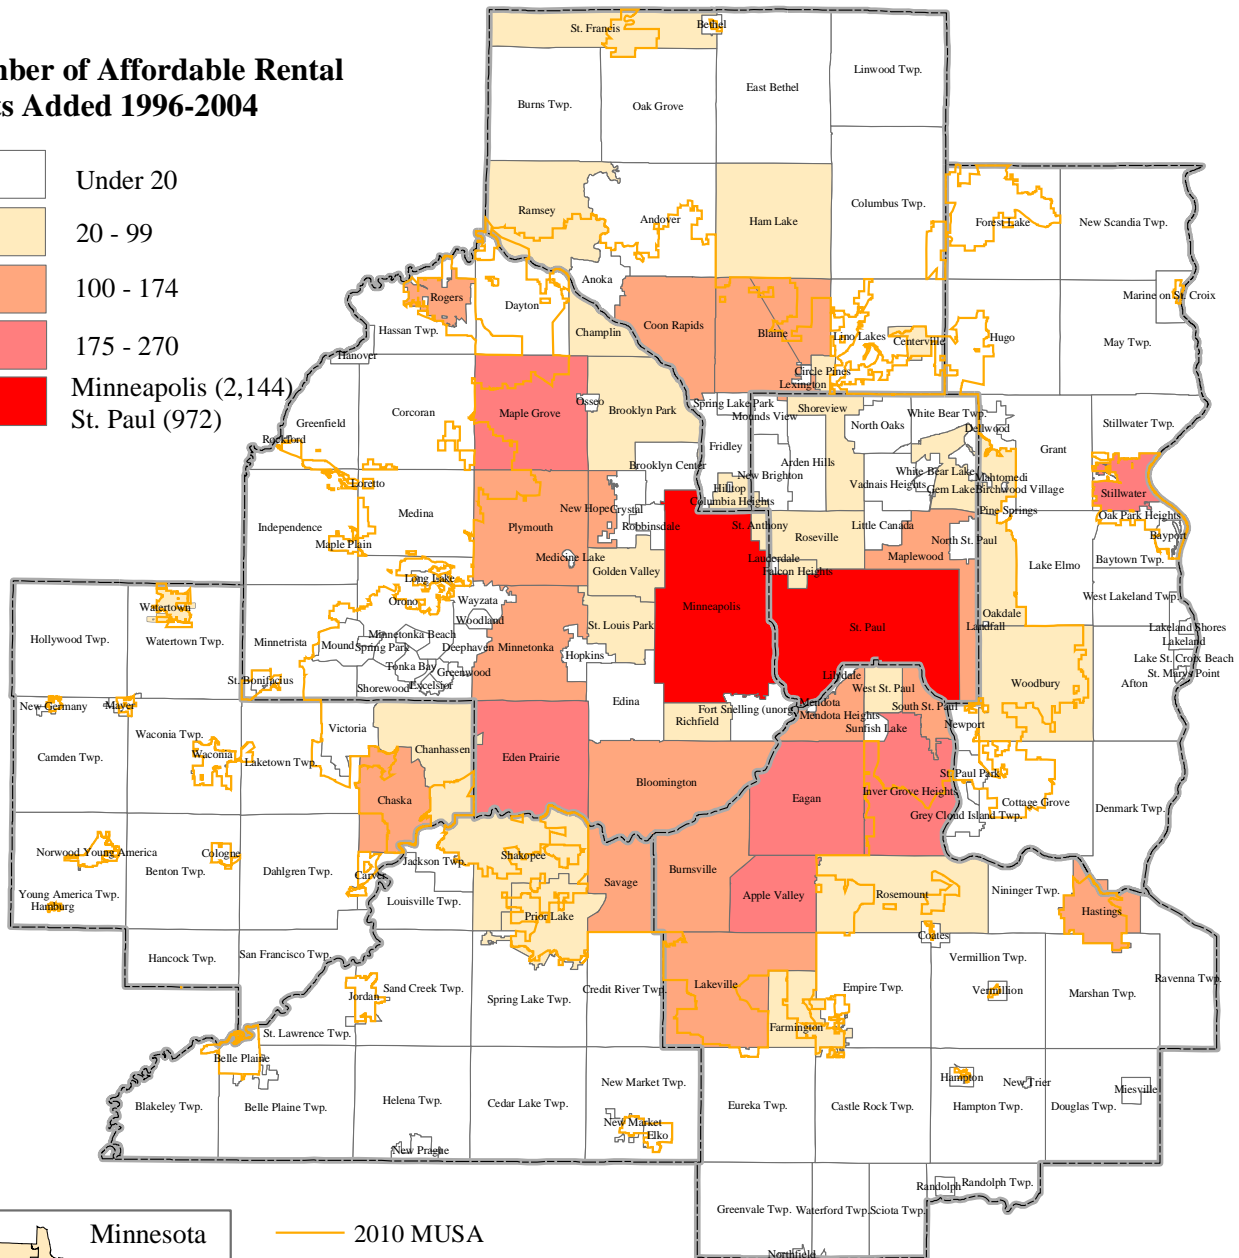 mber of Affordable Rental
ts Added 1996-2004
Under 20
20 - 99
100 - 174
175 - 270
Minneapolis (2,144)
St. Paul (972)
St. Francis
Bethel
Linwood Twp.
East Bethel
Burns Twp.
Oak Grove
Ramsey
Andover
Ham Lake
Columbus Twp.
Forest Lake
New Scandia Twp.
Anoka
Rogers
Dayton
Marine on St. Croix
Hassan Twp.
Champlin
Coon Rapids
Blaine
Lino Lakes
Centerville
Hugo
May Twp.
Hanover
Circle Pines
Lexington
Corcoran
Maple Grove
Osseo
Brooklyn Park
Spring Lake Park
Mounds View
Shoreview
White Bear Twp.
Dellwood
Greenfield
North Oaks
Stillwater Twp.
Rockford
Fridley
Grant
Brooklyn Center
Arden Hills
New Brighton
White Bear Lake
Mahtomedi
Loretto
Hilltop
Vadnais Heights
Gem Lake
Birchwood Village
Stillwater
Columbia Heights
Medina
New Hope
Crystal
Pine Springs
Oak Park Heights
Independence
Plymouth
Robbinsdale
St. Anthony
Roseville
Little Canada
North St. Paul
Bayport
Maple Plain
Medicine Lake
Lauderdale
Maplewood
Baytown Twp.
Golden Valley
Falcon Heights
Lake Elmo
Long Lake
West Lakeland Twp.
Watertown
Orono
Wayzata
Minneapolis
Oakdale
Woodland
St. Louis Park
St. Paul
Landfall
Lakeland Shores
Hollywood Twp.
Watertown Twp.
Minnetrista
Mound
Spring Park
Minnetonka Beach
Deephaven
Minnetonka
Hopkins
Lakeland
Tonka Bay
Greenwood
Lake St. Croix Beach
St. Marys Point
St. Bonifacius
Shorewood
Excelsior
Lilydale
West St. Paul
Woodbury
Afton
New Germany
Mayer
Edina
Fort Snelling (unorg.)
Mendota
South St. Paul
Richfield
Mendota Heights
Sunfish Lake
Newport
Waconia Twp.
Victoria
Chanhassen
Camden Twp.
Waconia
Laketown Twp.
Eden Prairie
Bloomington
St. Paul Park
Chaska
Eagan
Inver Grove Heights
Cottage Grove
Grey Cloud Island Twp.
Denmark Twp.
Norwood Young America
Cologne
Jackson Twp.
Shakopee
Benton Twp.
Dahlgren Twp.
Carver
Savage
Burnsville
Young America Twp.
Hamburg
Louisville Twp.
Prior Lake
Apple Valley
Rosemount
Nininger Twp.
Hastings
Coates
Hancock Twp.
San Francisco Twp.
Vermillion Twp.
Sand Creek Twp.
Credit River Twp.
Lakeville
Empire Twp.
Vermillion
Marshan Twp.
Ravenna Twp.
Jordan
Spring Lake Twp.
St. Lawrence Twp.
Farmington
Belle Plaine
New Market Twp.
Hampton
New Trier
Miesville
Blakeley Twp.
Belle Plaine Twp.
Helena Twp.
Cedar Lake Twp.
Eureka Twp.
Castle Rock Twp.
Hampton Twp.
Douglas Twp.
New Market
Elko
New Prague
Randolph
Randolph Twp.
Greenvale Twp.
Waterford Twp.
Sciota Twp.
Northfield
Minnesota
2010 MUSA